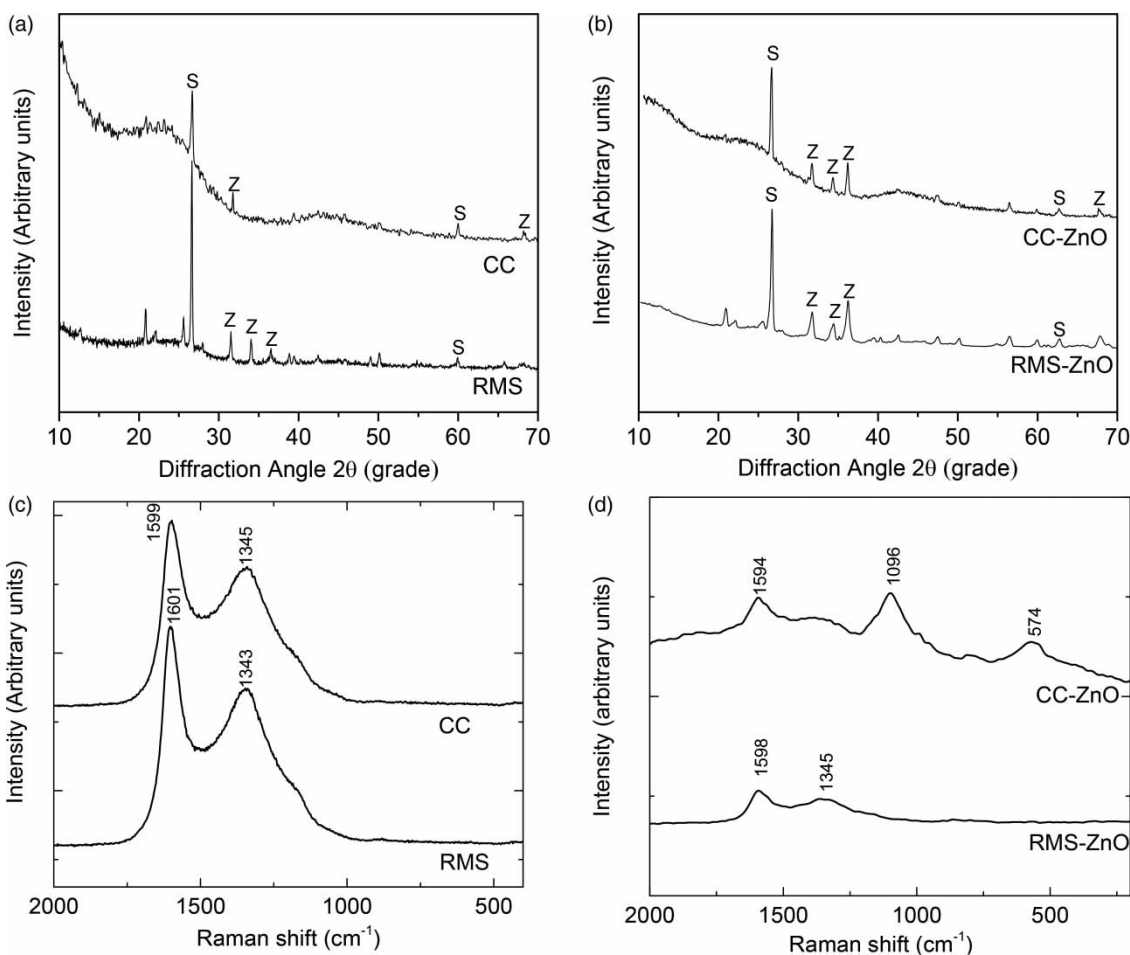 (a)
Intensity (Arbitrary units)
S
Z
S
Z
CC
Z
Z
Z
S
RMS
10 20 30 40 50 60 70
Diffraction Angle 2θ (grade)
(b)
Intensity (Arbitrary units)
S
Z
Z
Z
S
Z
CC-ZnO
S
Z
Z
Z
S
RMS-ZnO
10 20 30 40 50 60 70
Diffraction Angle 2θ (grade)
(c)
Intensity (Arbitrary units)
1599
1345
CC
1601
1343
RMS
2000 1500 1000 500
Raman shift (cm⁻¹)
(d)
Intensity (arbitrary units)
1594
1096
574
CC-ZnO
1598
1345
RMS-ZnO
2000 1500 1000 500
Raman shift (cm⁻¹)